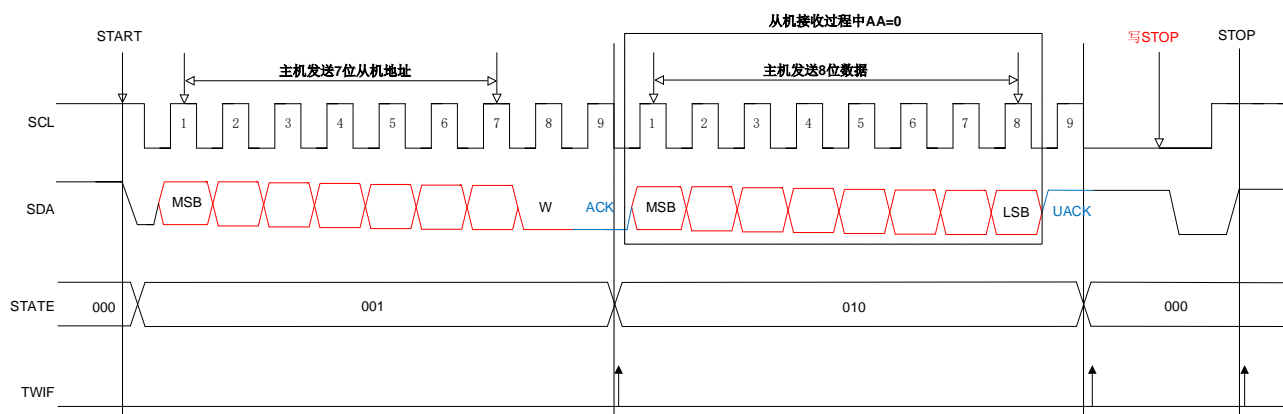 从机接收过程中AA=0
START
写STOP
STOP
主机发送7位从机地址
主机发送8位数据
SCL
1 2 3 4 5 6 7 8 9 1 2 3 4 5 6 7 8 9
SDA
MSB W ACK MSB LSB UACK
STATE
000 001 010 000
TWIF